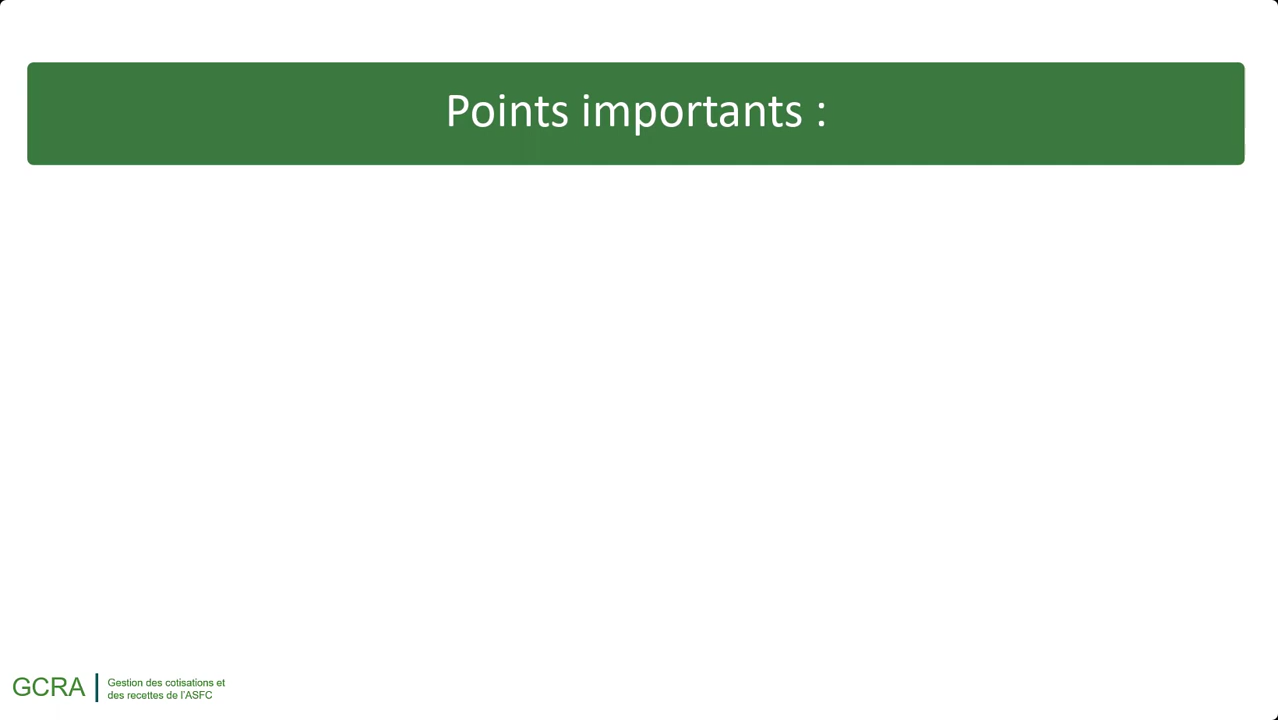 Points importants :
GCRA
Gestion des cotisations et
des recettes de l'ASFC